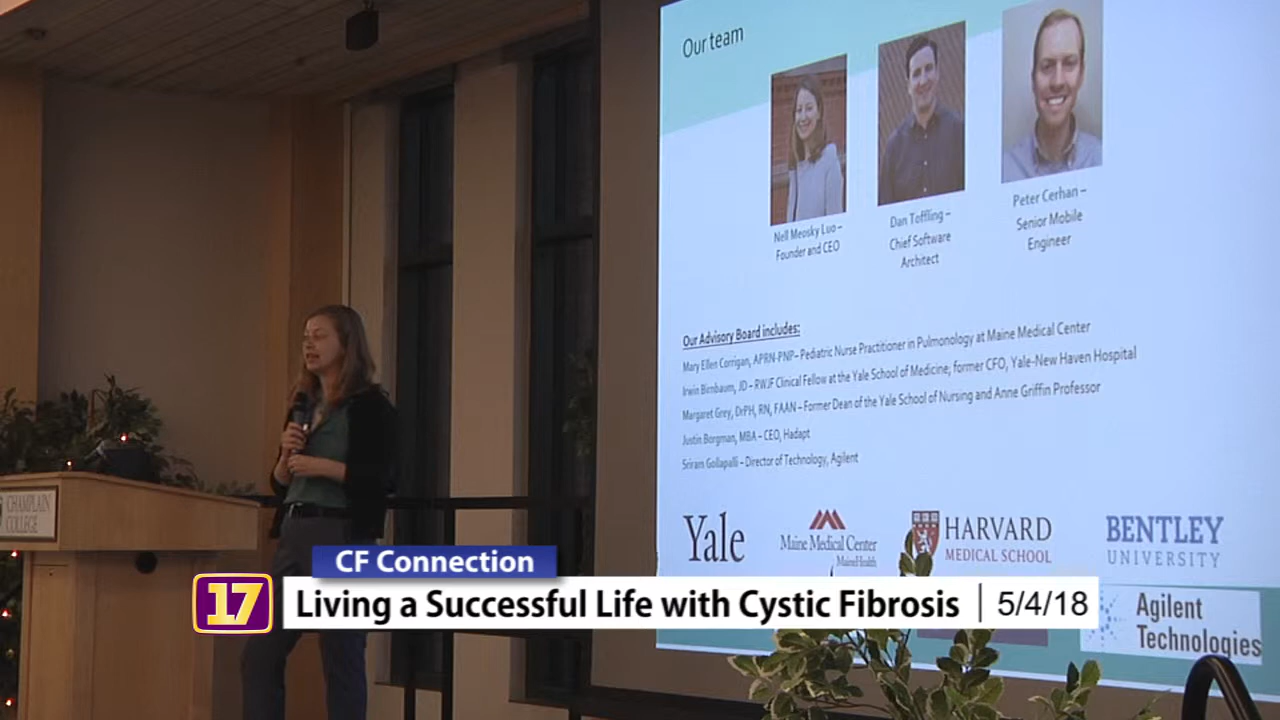 Our team
Nell Meosky Luo –
Founder and CEO
Dan Toffling –
Chief Software
Architect
Peter Cerhan –
Senior Mobile
Engineer
Our Advisory Board includes:
Mary Ellen Corrigan, APRN-PNP – Pediatric Nurse Practitioner in Pulmonology at Maine Medical Center
Irwin Birnbaum, JD – RWJF Clinical Fellow at the Yale School of Medicine; former CFO, Yale-New Haven Hospital
Margaret Grey, DrPH, RN, FAAN – Former Dean of the Yale School of Nursing and Anne Griffin Professor
Justin Borgman, MBA – CEO, Hadapt
Sriram Gollapalli – Director of Technology, Agilent
Yale
Maine Medical Center
MaineHealth
HARVARD
MEDICAL SCHOOL
BENTLEY
UNIVERSITY
Agilent
Technologies
CHAMPLAIN
COLLEGE
CF Connection
17
Living a Successful Life with Cystic Fibrosis | 5/4/18